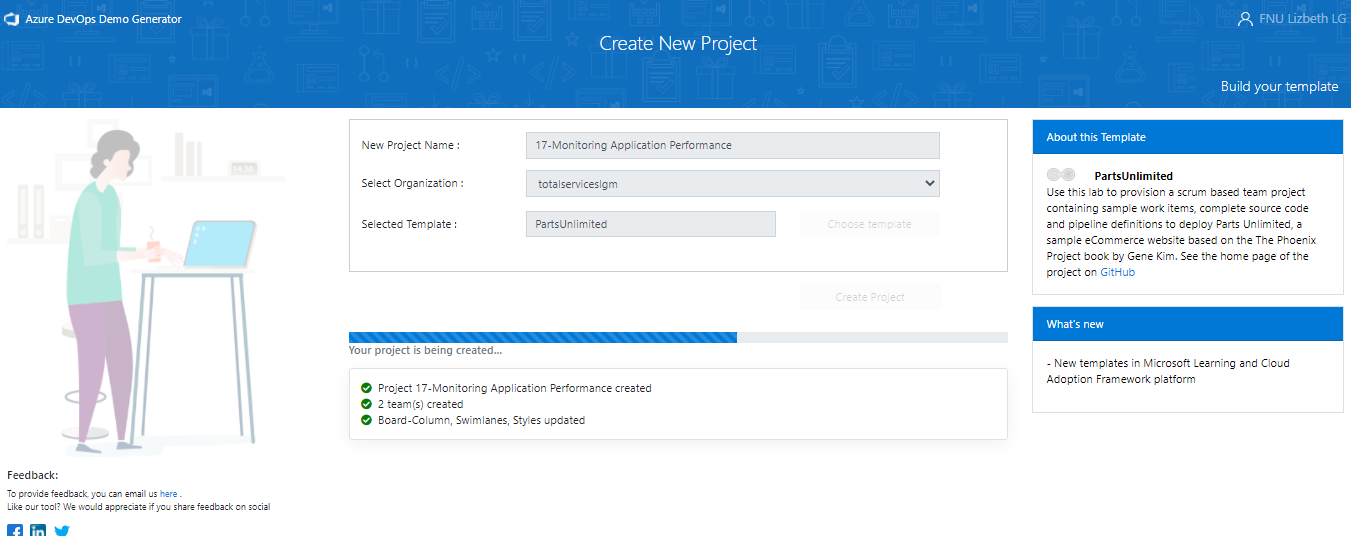 Azure DevOps Demo Generator
FNU Lizbeth LG
Create New Project
Build your template
New Project Name :
17-Monitoring Application Performance
Select Organization :
totalserviceslgm
Selected Template :
PartsUnlimited
Choose template
Create Project
Your project is being created...
Project 17-Monitoring Application Performance created
2 team(s) created
Board-Column, Swimlanes, Styles updated
About this Template
PartsUnlimited
Use this lab to provision a scrum based team project
containing sample work items, complete source code
and pipeline definitions to deploy Parts Unlimited, a
sample eCommerce website based on the The Phoenix
Project book by Gene Kim. See the home page of the
project on GitHub
What's new
- New templates in Microsoft Learning and Cloud
Adoption Framework platform
Feedback:
To provide feedback, you can email us here .
Like our tool? We would appreciate if you share feedback on social